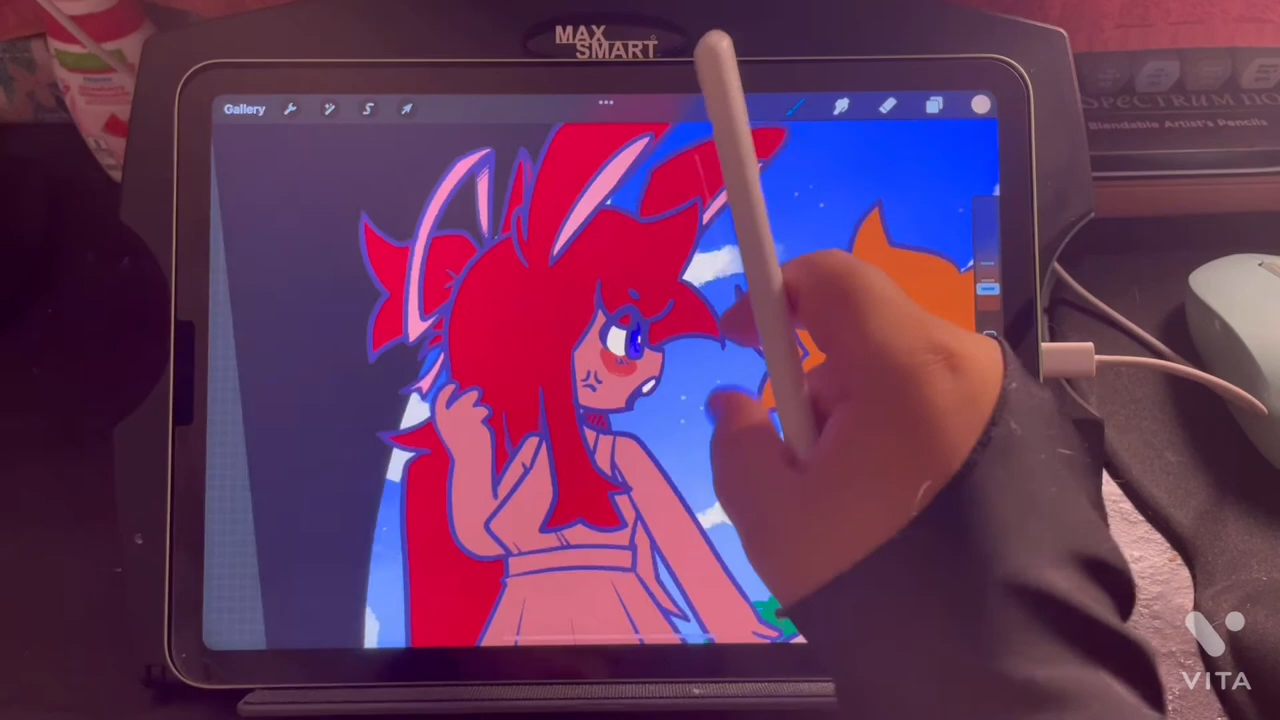 MAX
SMART
Gallery
SPECTRUM NO
Blendable Artist's Pencils
VITA